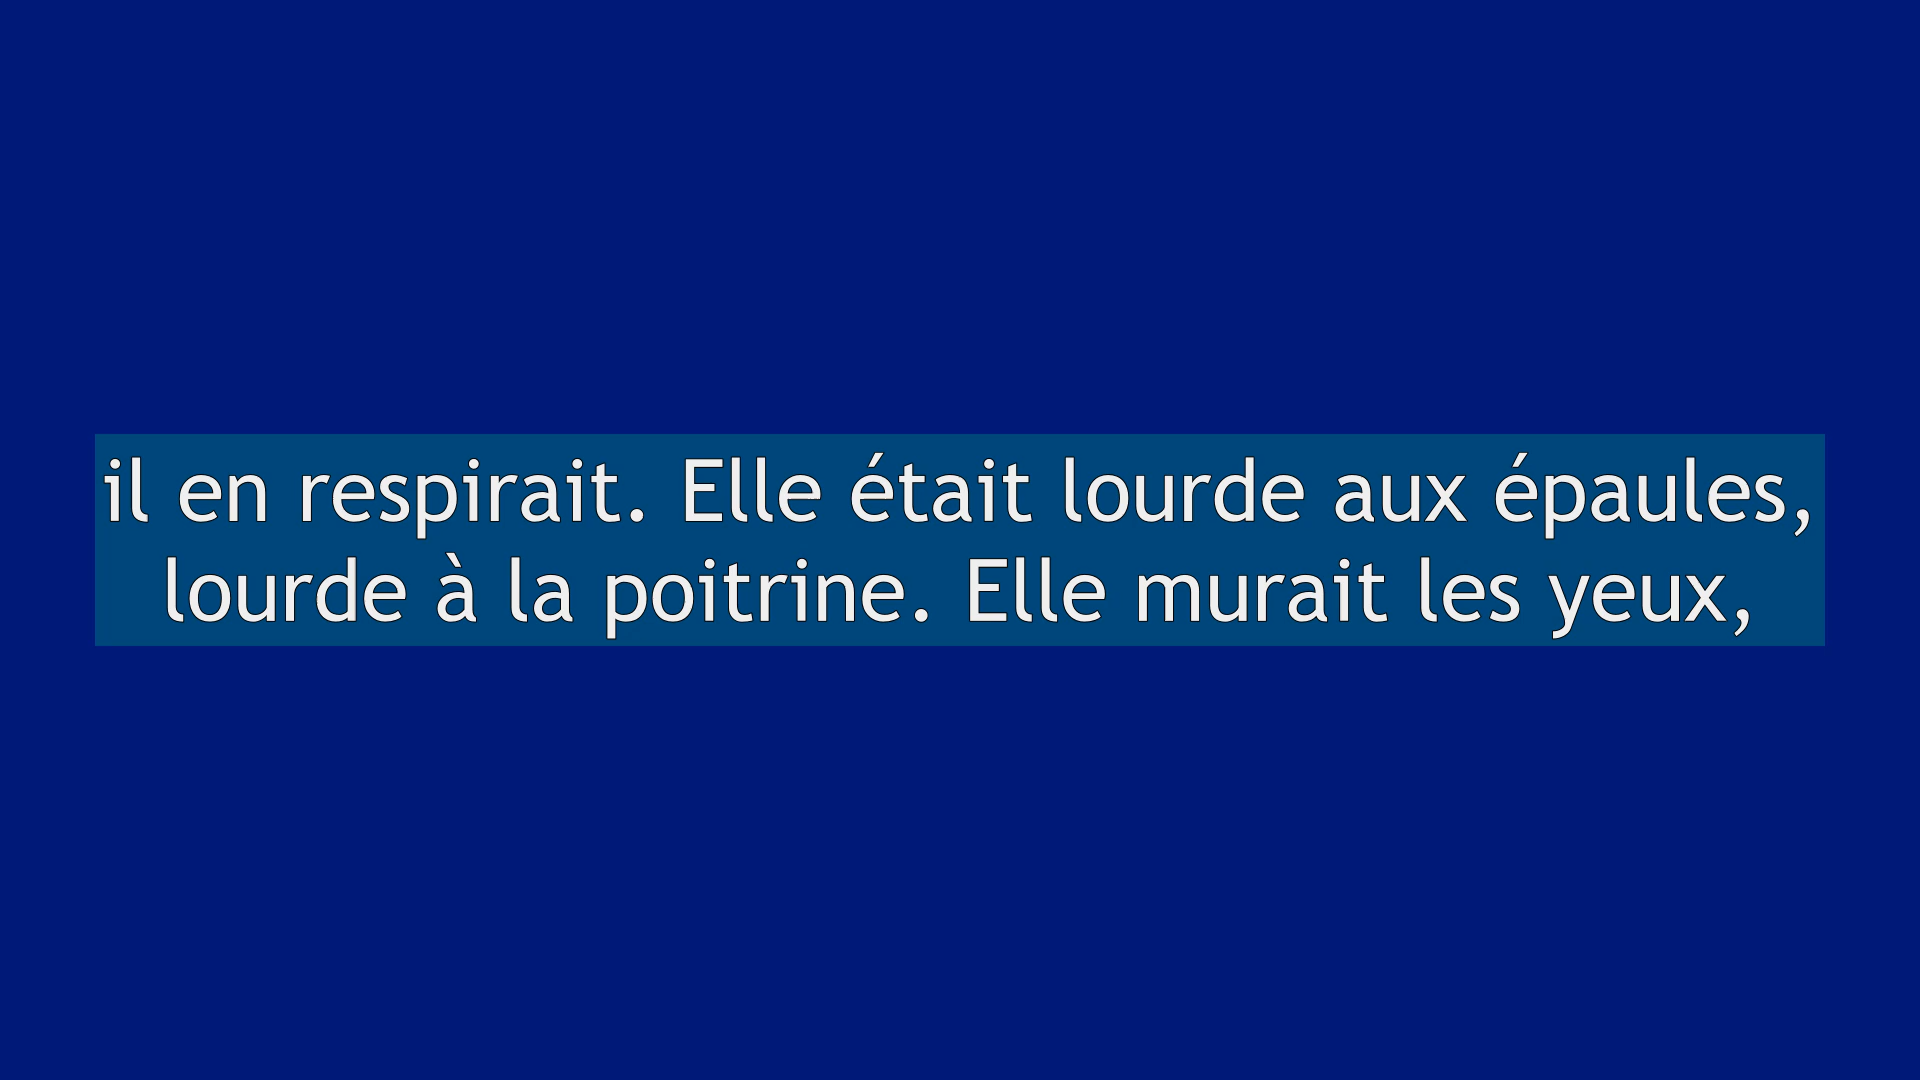 il en respirait. Elle était lourde aux épaules,
lourde à la poitrine. Elle murait les yeux,